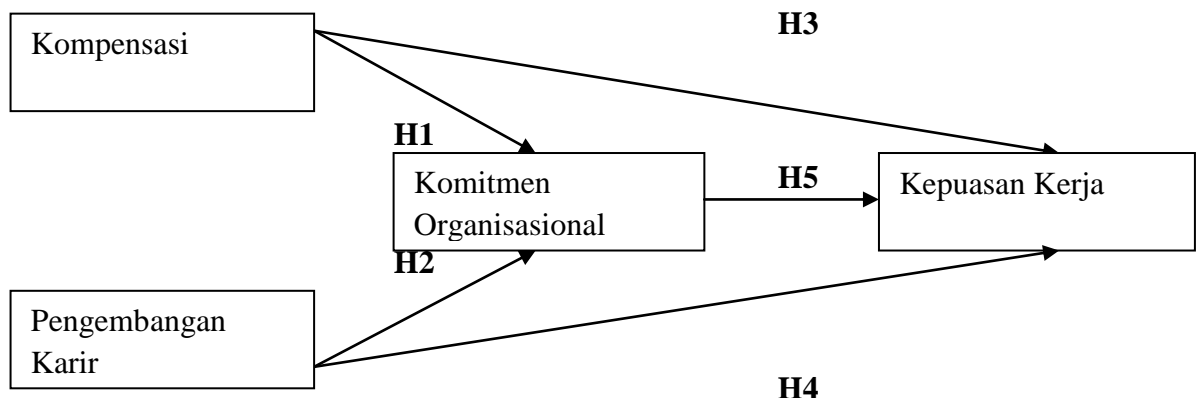 H3
Kompensasi
H1
Komitmen
Organisasional
H5
Kepuasan Kerja
H2
Pengembangan
Karir
H4